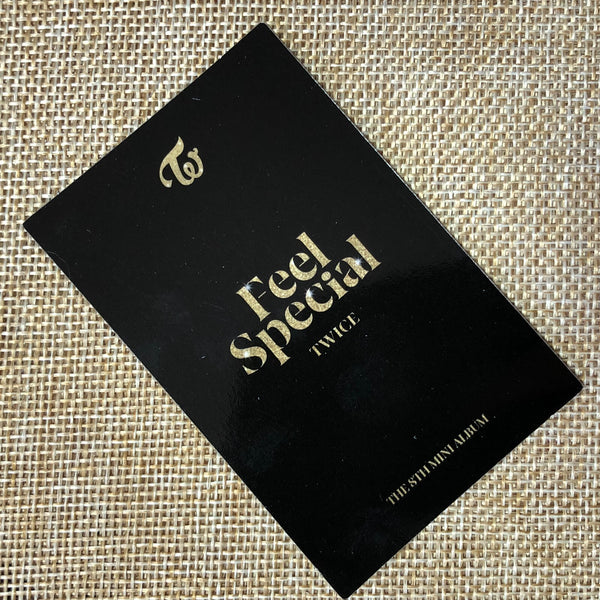 Feel
Special
TWICE
THE 8TH MINI ALBUM